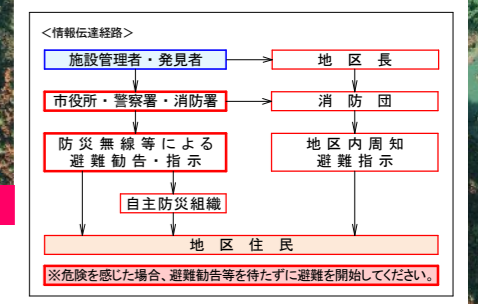 ＜情報伝達経路＞
施設管理者・発見者
地区長
市役所・警察署・消防署
消防団
防災無線等による
避難勧告・指示
地区内周知
避難指示
自主防災組織
地区住民
※危険を感じた場合、避難勧告等を待たずに避難を開始してください。